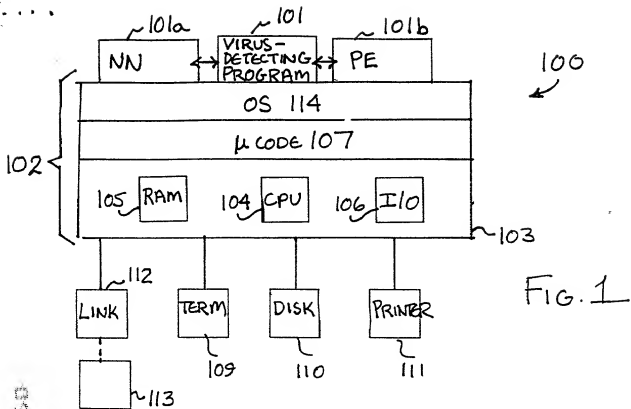 101a
101
101b
100
NN
VIRUS-
DETECTING
PROGRAM
PE
OS 114
μ CODE 107
102
105
RAM
104
CPU
106
I/O
103
112
LINK
TERM
DISK
PRINTER
FIG. 1
109
110
111
113